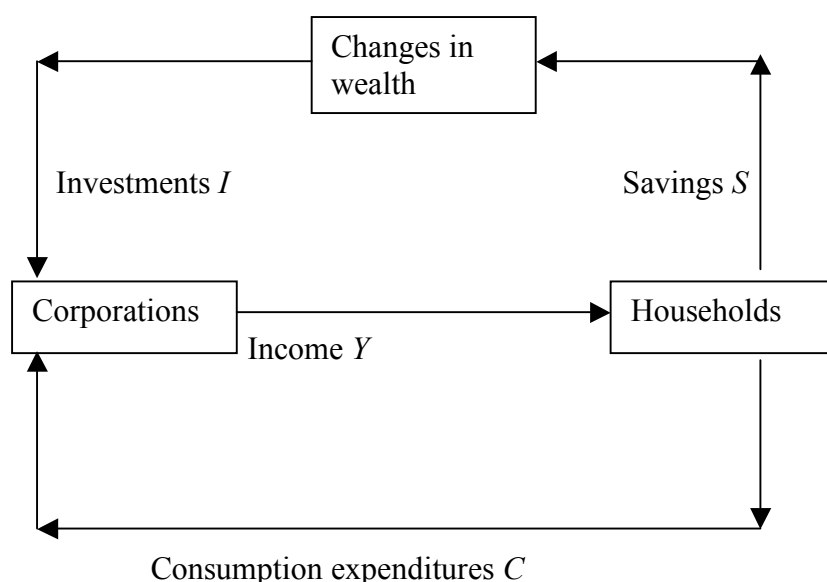 Changes in
wealth
Investments I
Savings S
Corporations
Households
Income Y
Consumption expenditures C